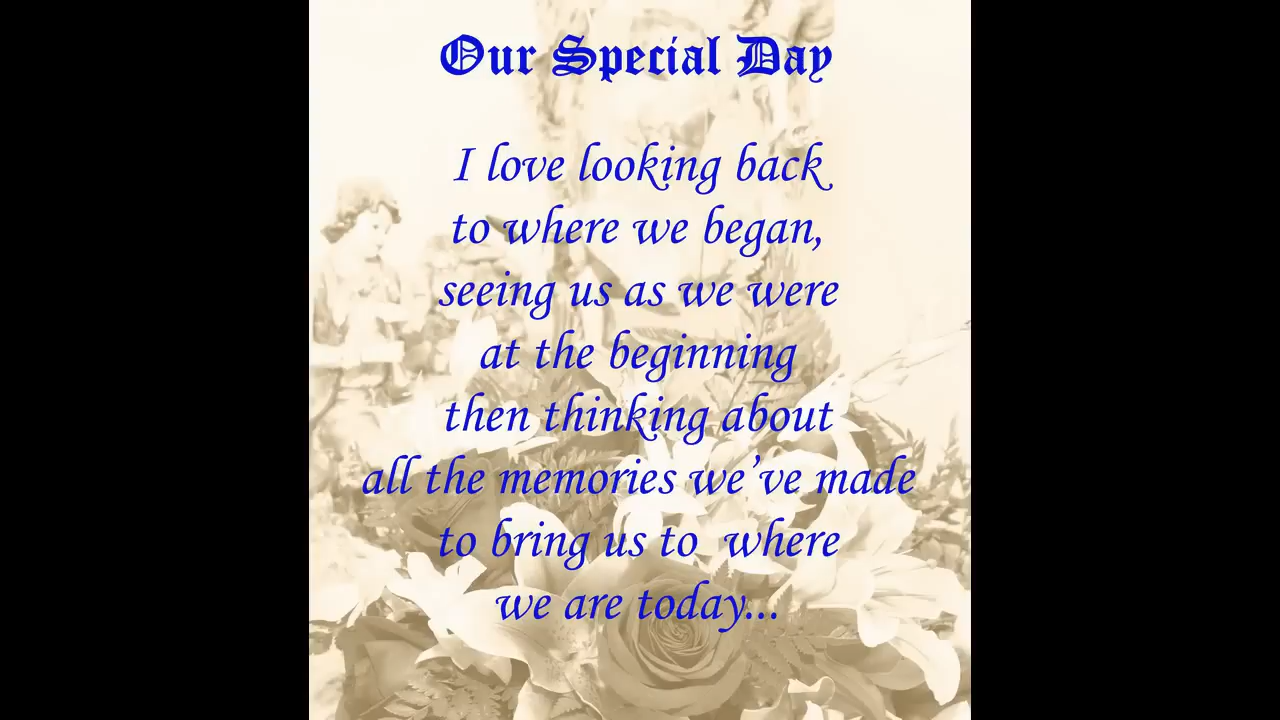 Our Special Day
I love looking back
to where we began,
seeing us as we were
at the beginning
then thinking about
all the memories we’ve made
to bring us to  where
we are today...